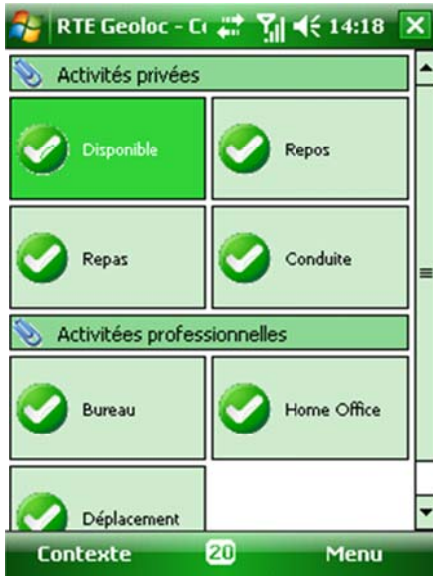 RTE Geoloc - Co 14:18
Activités privées
Disponible
Repos
Repas
Conduite
Activitées professionnelles
Bureau
Home Office
Déplacement
Contexte 20 Menu